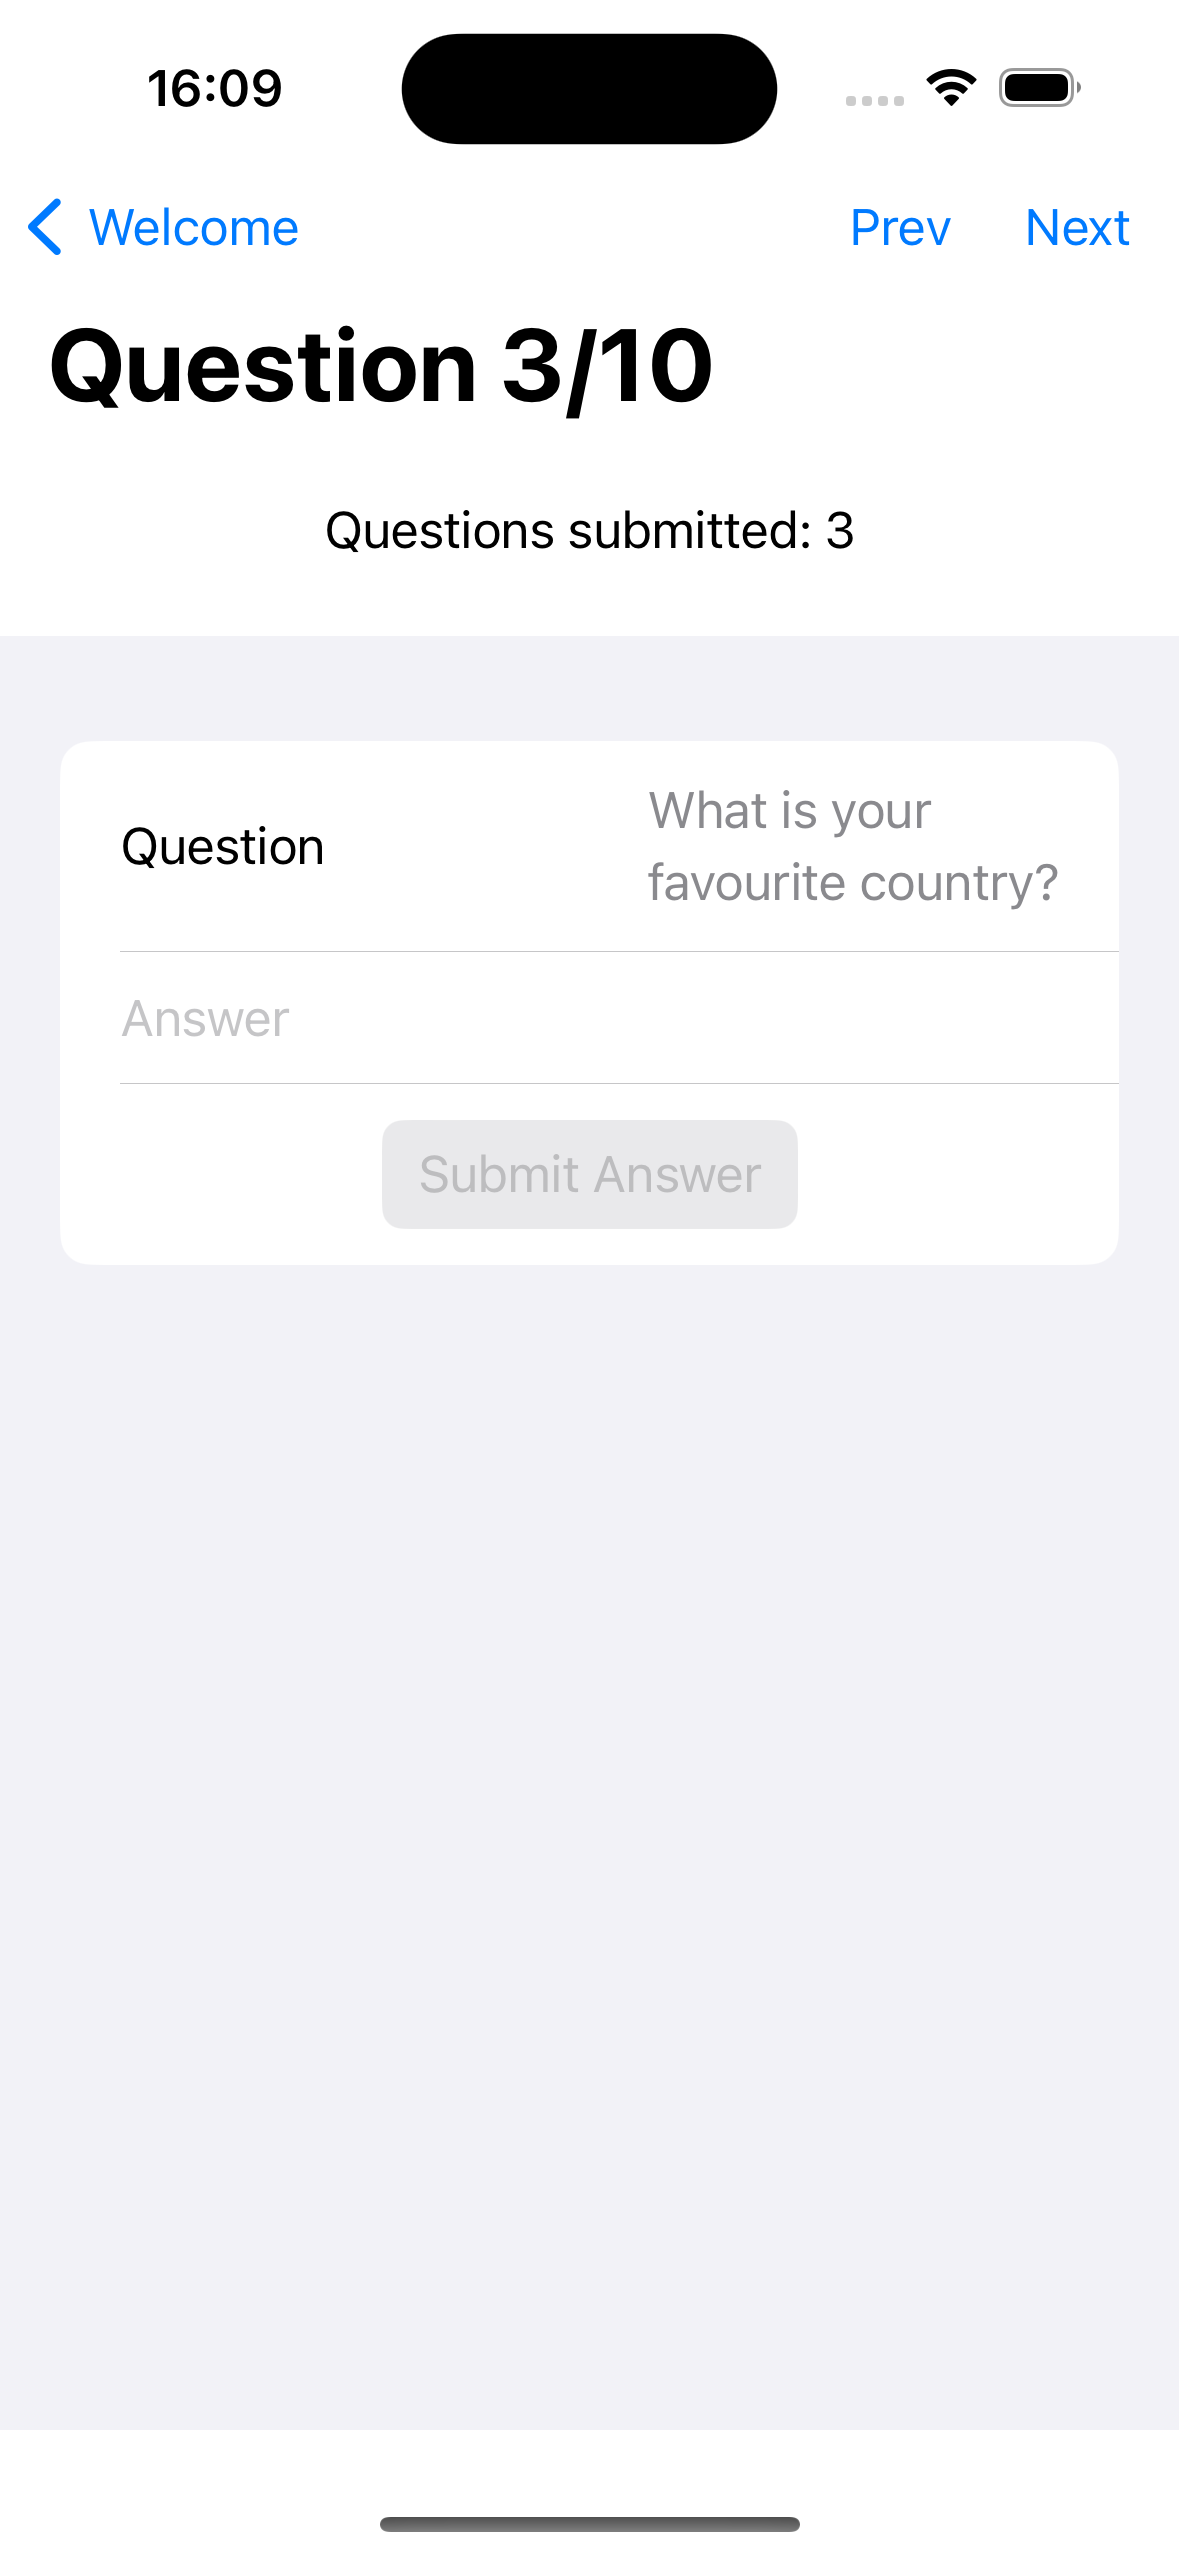 16:09
Welcome Prev Next
Question 3/10
Questions submitted: 3
Question
What is your
favourite country?
Answer
Submit Answer